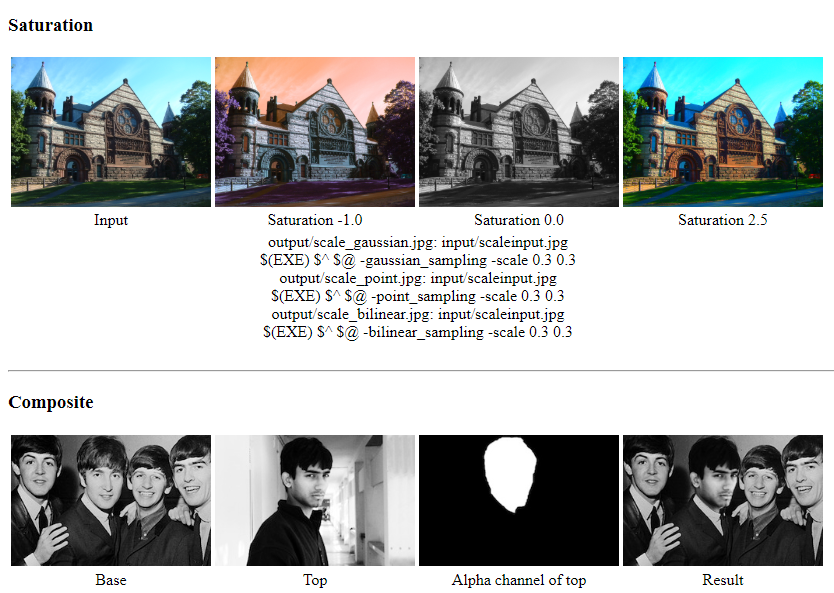 Saturation
Input
Saturation -1.0
Saturation 0.0
Saturation 2.5
output/scale_gaussian.jpg: input/scaleinput.jpg
$(EXE) $^ $@ -gaussian_sampling -scale 0.3 0.3
output/scale_point.jpg: input/scaleinput.jpg
$(EXE) $^ $@ -point_sampling -scale 0.3 0.3
output/scale_bilinear.jpg: input/scaleinput.jpg
$(EXE) $^ $@ -bilinear_sampling -scale 0.3 0.3
Composite
Base
Top
Alpha channel of top
Result